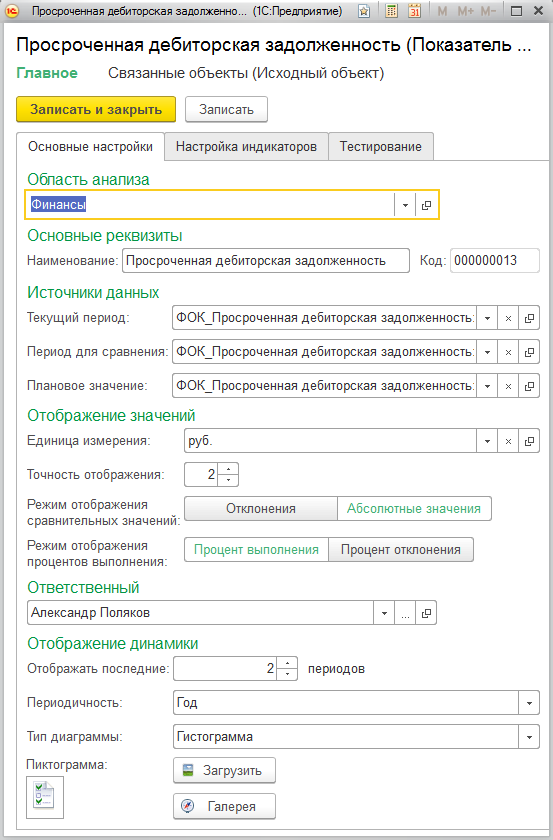 Просроченная дебиторская задолженно... (1С:Предприятие)
M M+ M-
Просроченная дебиторская задолженность (Показатель ...
Главное Связанные объекты (Исходный объект)
Записать и закрыть Записать
Основные настройки Настройка индикаторов Тестирование
Область анализа
Финансы
Основные реквизиты
Наименование: Просроченная дебиторская задолженность Код: 000000013
Источники данных
Текущий период: ФОК_Просроченная дебиторская задолженность:
Период для сравнения: ФОК_Просроченная дебиторская задолженность:
Плановое значение: ФОК_Просроченная дебиторская задолженность:
Отображение значений
Единица измерения: руб.
Точность отображения: 2
Режим отображения
сравнительных значений: Отклонения Абсолютные значения
Режим отображения
процентов выполнения: Процент выполнения Процент отклонения
Ответственный
Александр Поляков ...
Отображение динамики
Отображать последние: 2 периодов
Периодичность: Год
Тип диаграммы: Гистограмма
Пиктограмма: Загрузить
Галерея